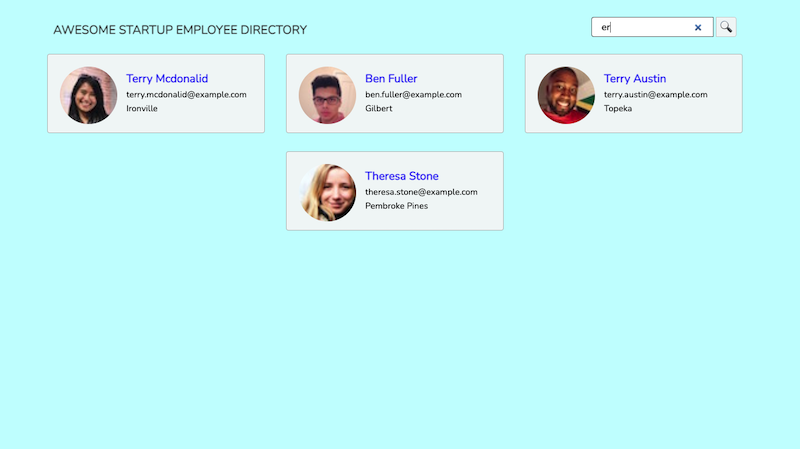 AWESOME STARTUP EMPLOYEE DIRECTORY
er
Terry Mcdonalid
terry.mcdonalid@example.com
Ironville
Ben Fuller
ben.fuller@example.com
Gilbert
Terry Austin
terry.austin@example.com
Topeka
Theresa Stone
theresa.stone@example.com
Pembroke Pines